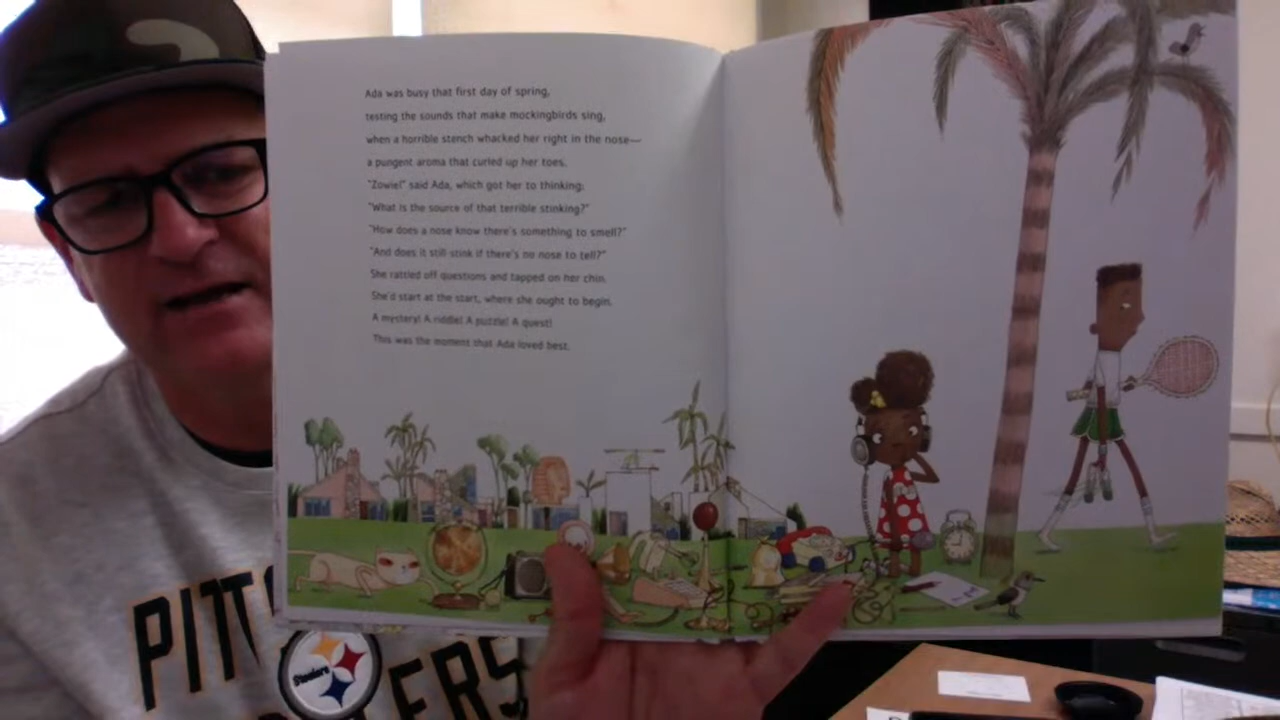 Ada was busy that first day of spring,
testing the sounds that make mockingbirds sing,
when a horrible stench whacked her right in the nose—
a pungent aroma that curled up her toes.
"Zowie!" said Ada, which got her to thinking:
"What is the source of that terrible stinking?"
"How does a nose know there's something to smell?"
"And does it still stink if there's no nose to tell?"
She rattled off questions and tapped on her chin.
She'd start at the start, where she ought to begin.
A mystery! A riddle! A puzzle! A quest!
This was the moment that Ada loved best.
PITT
Steelers
LERS